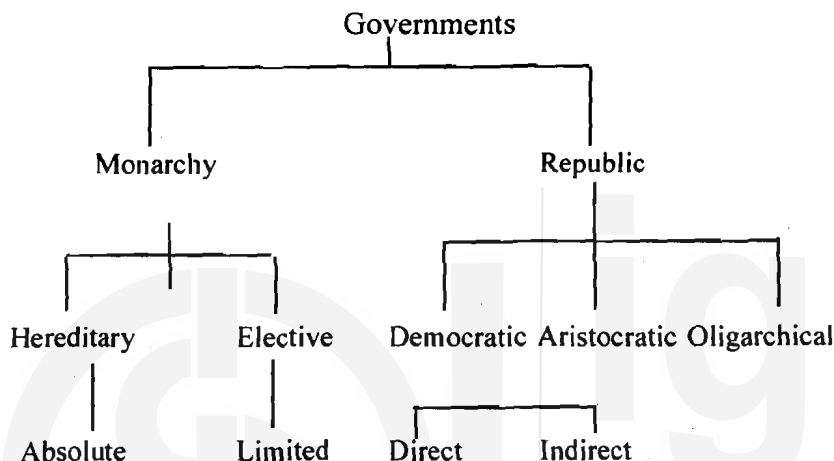 Governments
Monarchy Republic
Hereditary Elective Democratic Aristocratic Oligarchical
Absolute Limited Direct Indirect